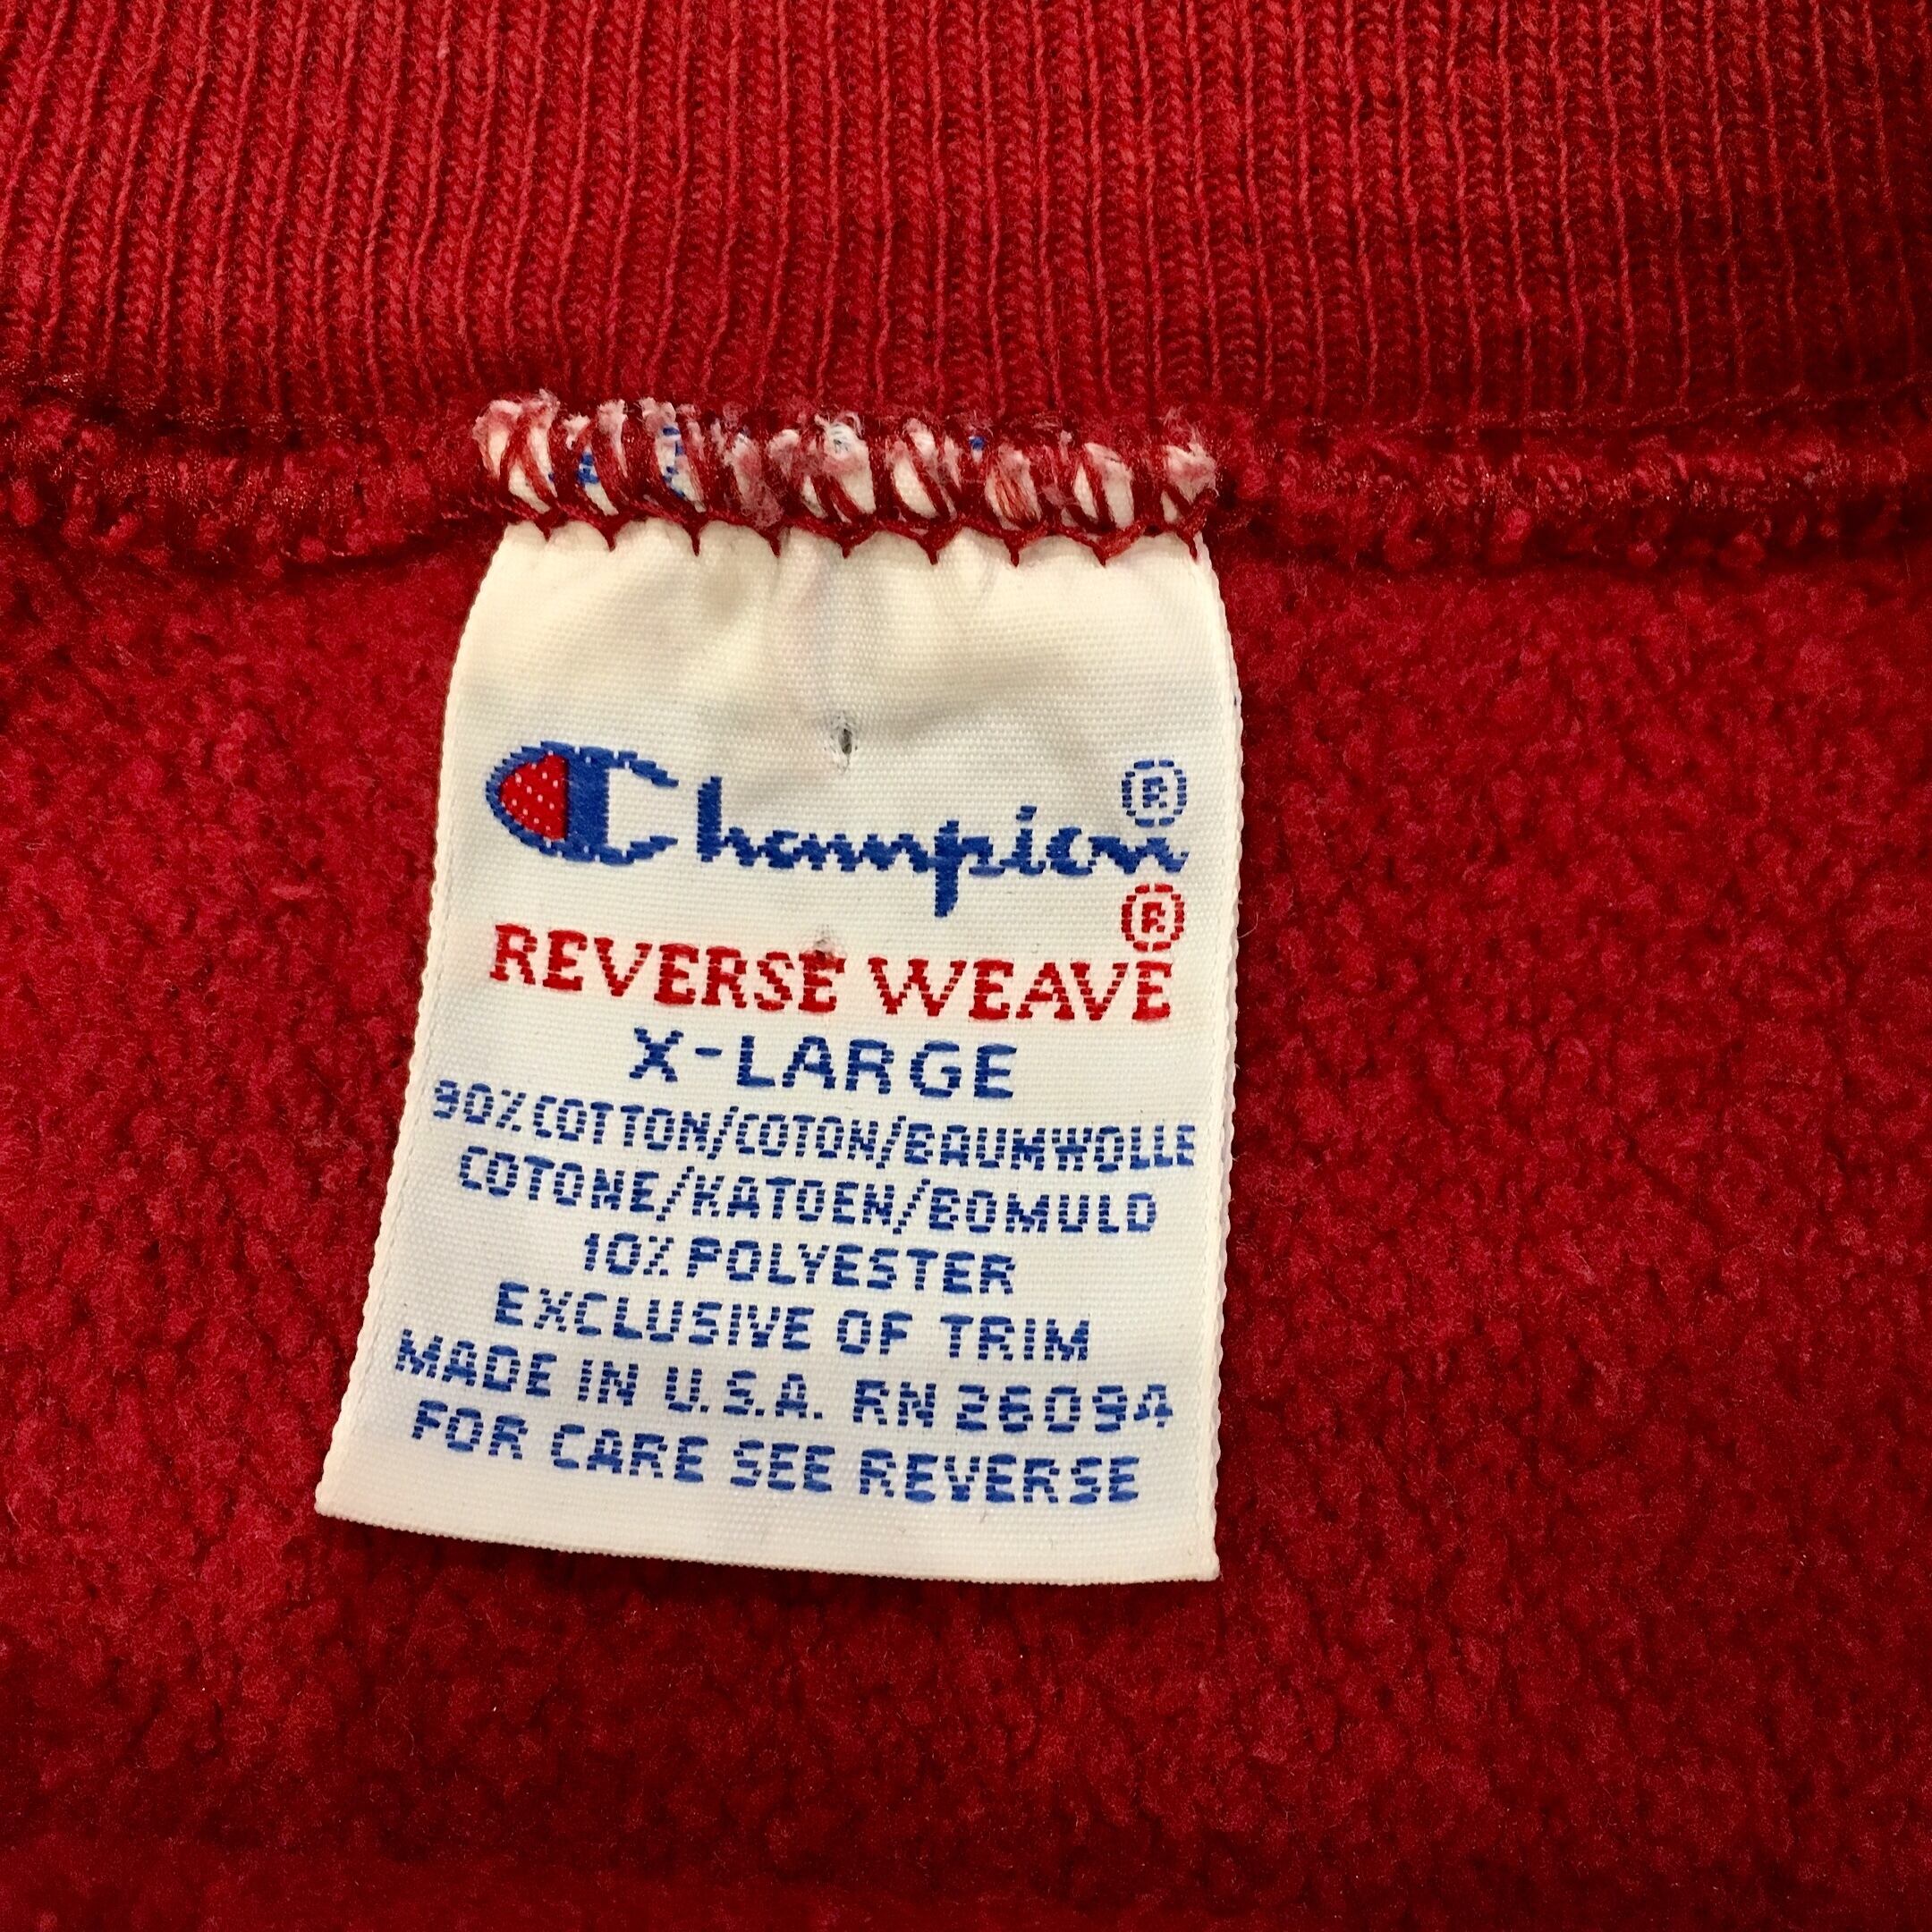 Champion®
REVERSE WEAVE®
X-LARGE
90% COTTON/COTON/BAUMWOLLE
COTONE/KATOEN/BOMULD
10% POLYESTER
EXCLUSIVE OF TRIM
MADE IN U.S.A. RN 26094
FOR CARE SEE REVERSE